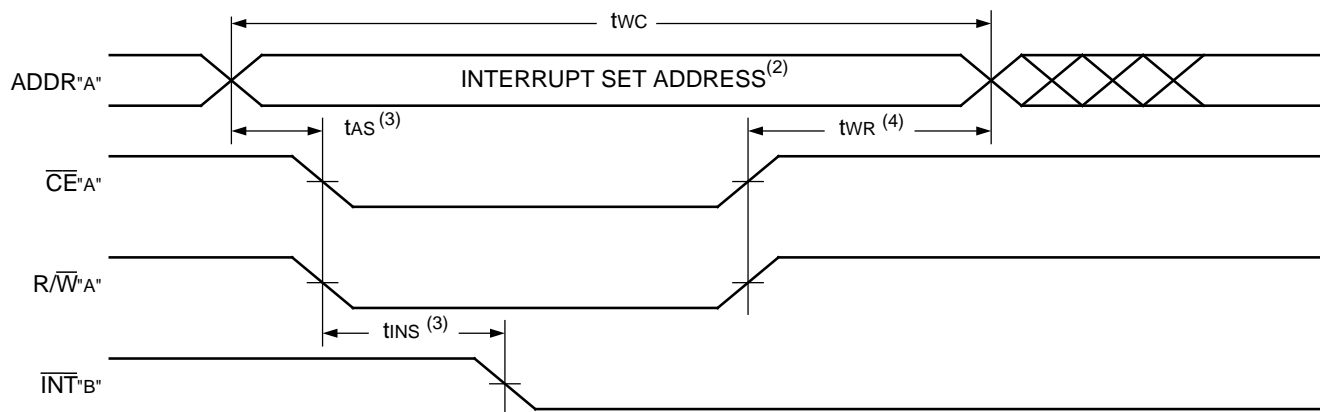 tWC
ADDR"A"
INTERRUPT SET ADDRESS(2)
tAS (3)
tWR (4)
CE"A"
R/W"A"
tINS (3)
INT"B"